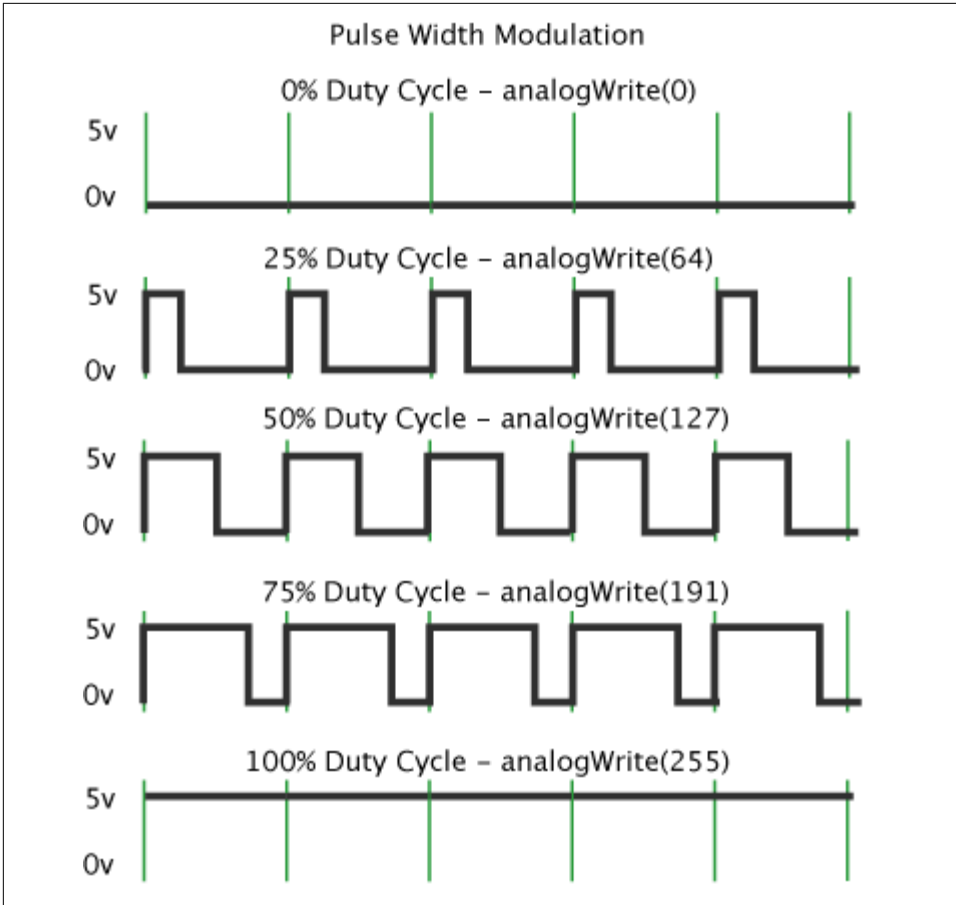 Pulse Width Modulation
0% Duty Cycle – analogWrite(0)
5v
0v
25% Duty Cycle – analogWrite(64)
5v
0v
50% Duty Cycle – analogWrite(127)
5v
0v
75% Duty Cycle – analogWrite(191)
5v
0v
100% Duty Cycle – analogWrite(255)
5v
0v